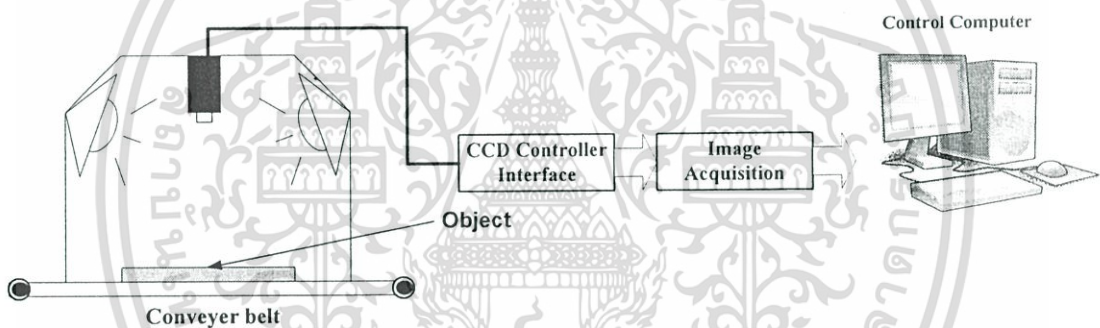 Control Computer
CCD Controller
Interface
Image
Acquisition
Object
Conveyer belt